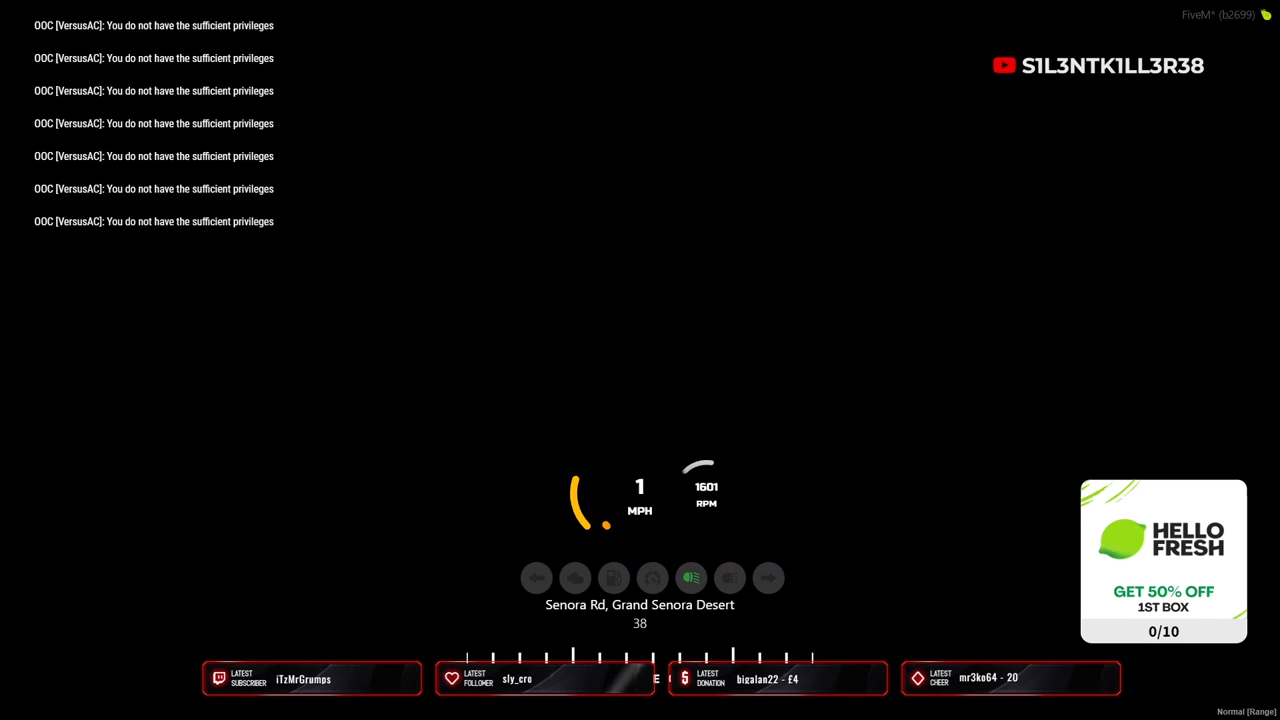 OOC [VersusAC]: You do not have the sufficient privileges
FiveM* (b2699)
OOC [VersusAC]: You do not have the sufficient privileges
S1L3NTK1LL3R38
OOC [VersusAC]: You do not have the sufficient privileges
OOC [VersusAC]: You do not have the sufficient privileges
OOC [VersusAC]: You do not have the sufficient privileges
OOC [VersusAC]: You do not have the sufficient privileges
OOC [VersusAC]: You do not have the sufficient privileges
1
MPH
1601
RPM
HELLO
FRESH
GET 50% OFF
1ST BOX
0/10
Senora Rd, Grand Senora Desert
38
LATEST
SUBSCRIBER
iTzMrGrumps
LATEST
FOLLOWER
sly_cro
E
LATEST
DONATION
bigalan22 - £4
LATEST
CHEER
mr3ko64 - 20
Normal [Range]